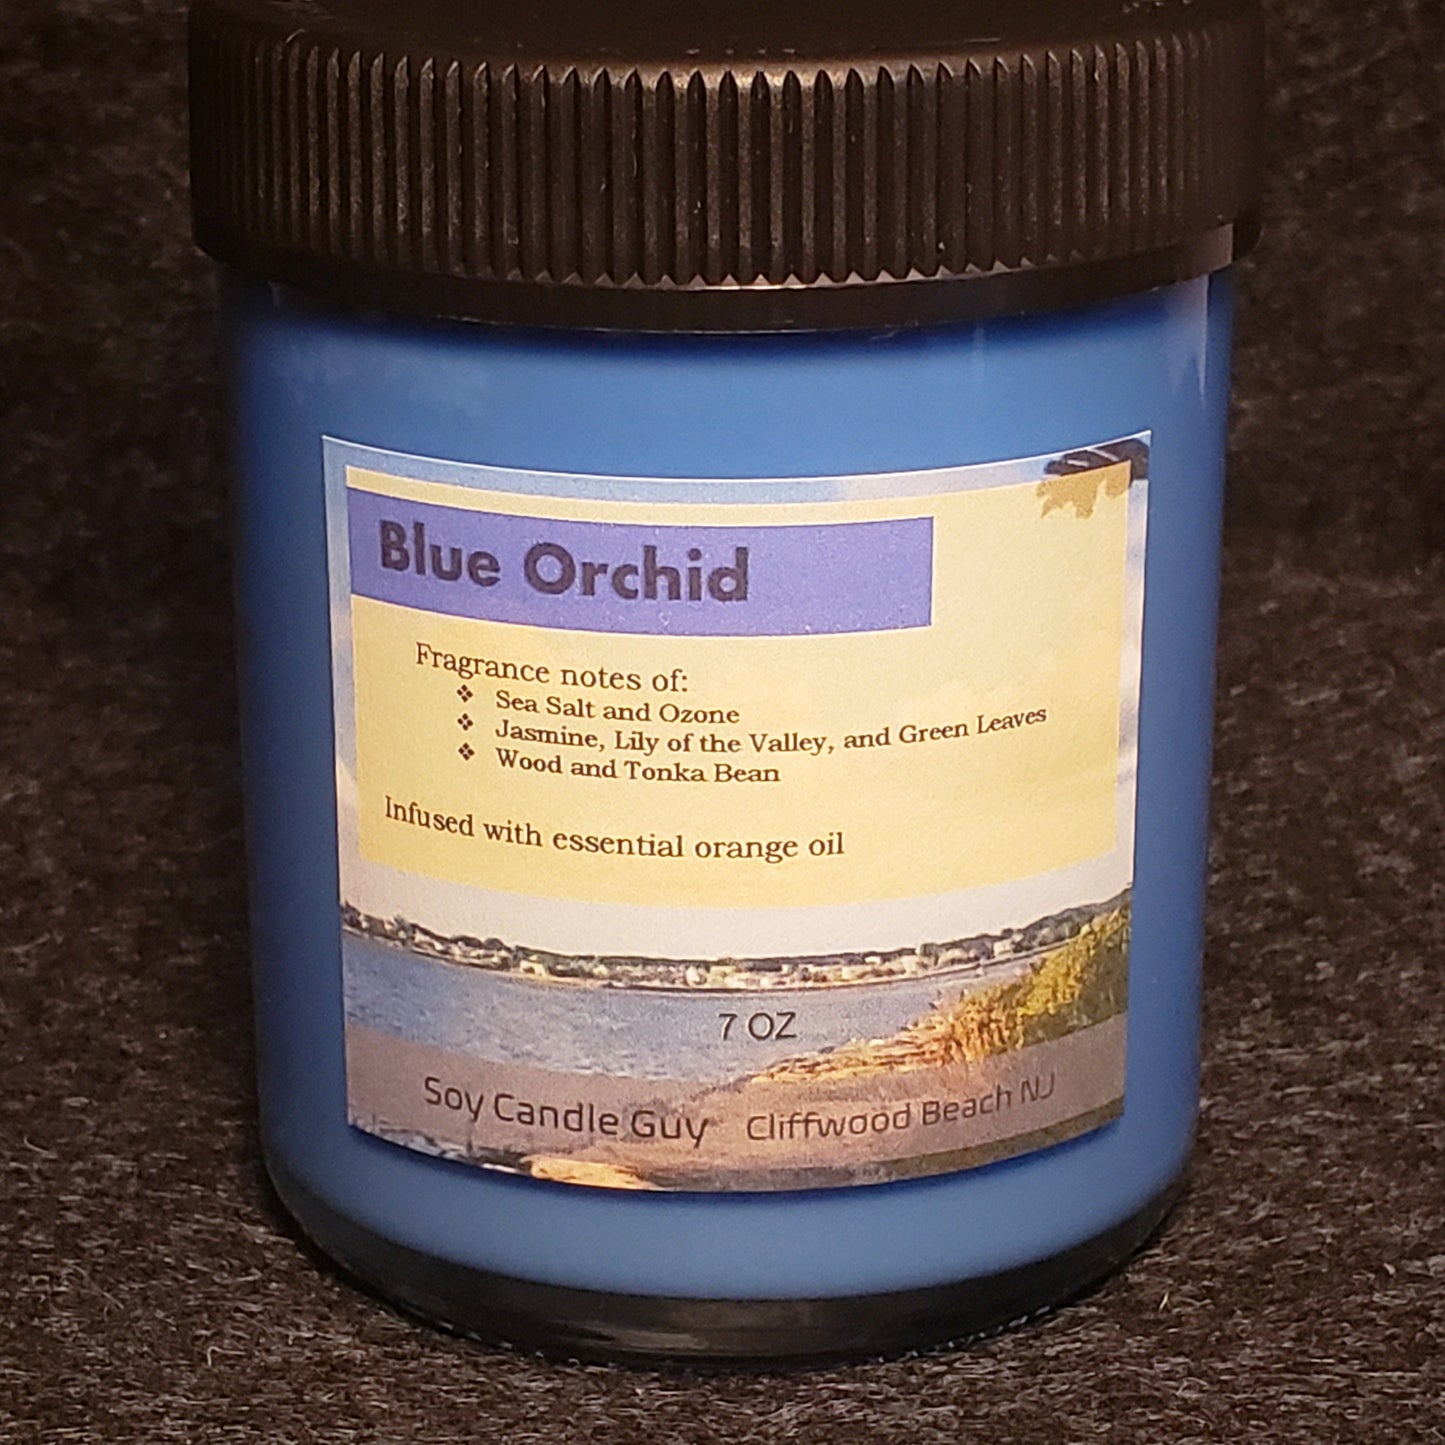 Blue Orchid
Fragrance notes of:
❖ Sea Salt and Ozone
❖ Jasmine, Lily of the Valley, and Green Leaves
❖ Wood and Tonka Bean
Infused with essential orange oil
7 OZ
Soy Candle Guy Cliffwood Beach NJ